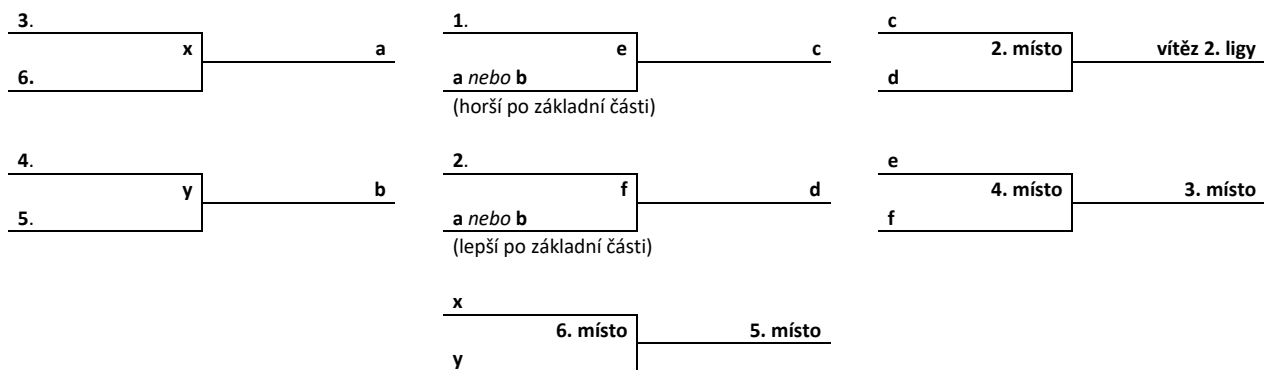 3. 1. c
x a e c 2. místo vítěz 2. ligy
6. a nebo b d
(horší po základní části)
4. 2. e
y b f d 4. místo 3. místo
5. a nebo b f
(lepší po základní části)
x
6. místo 5. místo
y